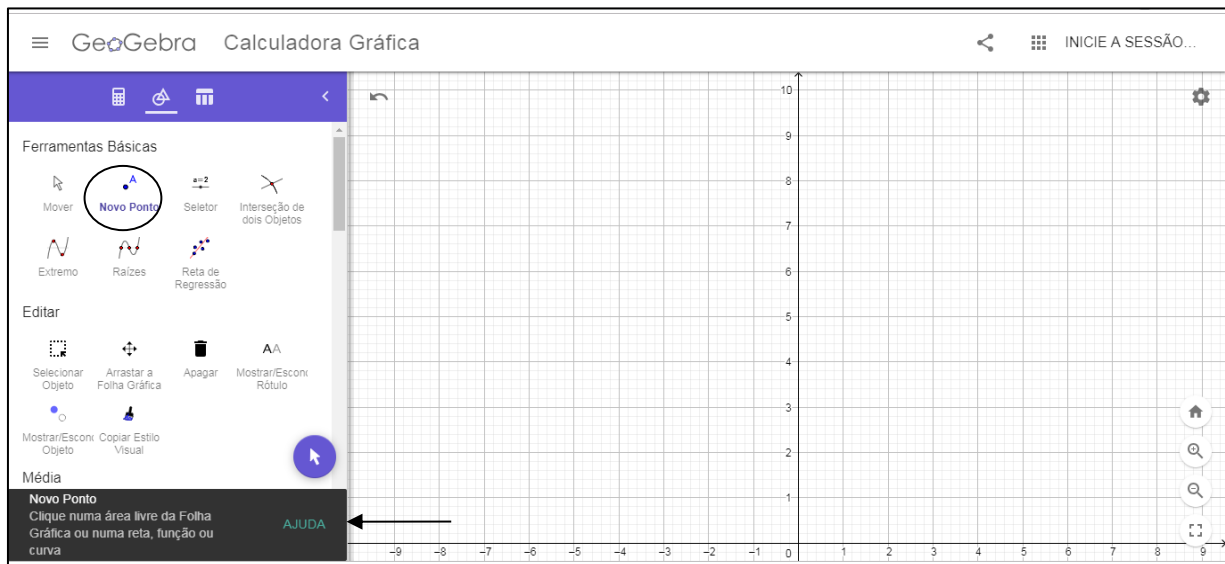 GeoGebra Calculadora Gráfica INICIE A SESSÃO...
Ferramentas Básicas
A
a=2
Mover Novo Ponto Seletor Interseção de
dois Objetos
Extremo Raízes Reta de
Regressão
Editar
AA
Selecionar Arrastar a Apagar Mostrar/Escond
Objeto Folha Gráfica Rótulo
Mostrar/Escond Copiar Estilo
Objeto Visual
Média
Novo Ponto
Clique numa área livre da Folha
Gráfica ou numa reta, função ou
curva
AJUDA
10
9
8
7
6
5
4
3
2
1
–9 –8 –7 –6 –5 –4 –3 –2 –1 0 1 2 3 4 5 6 7 8 9